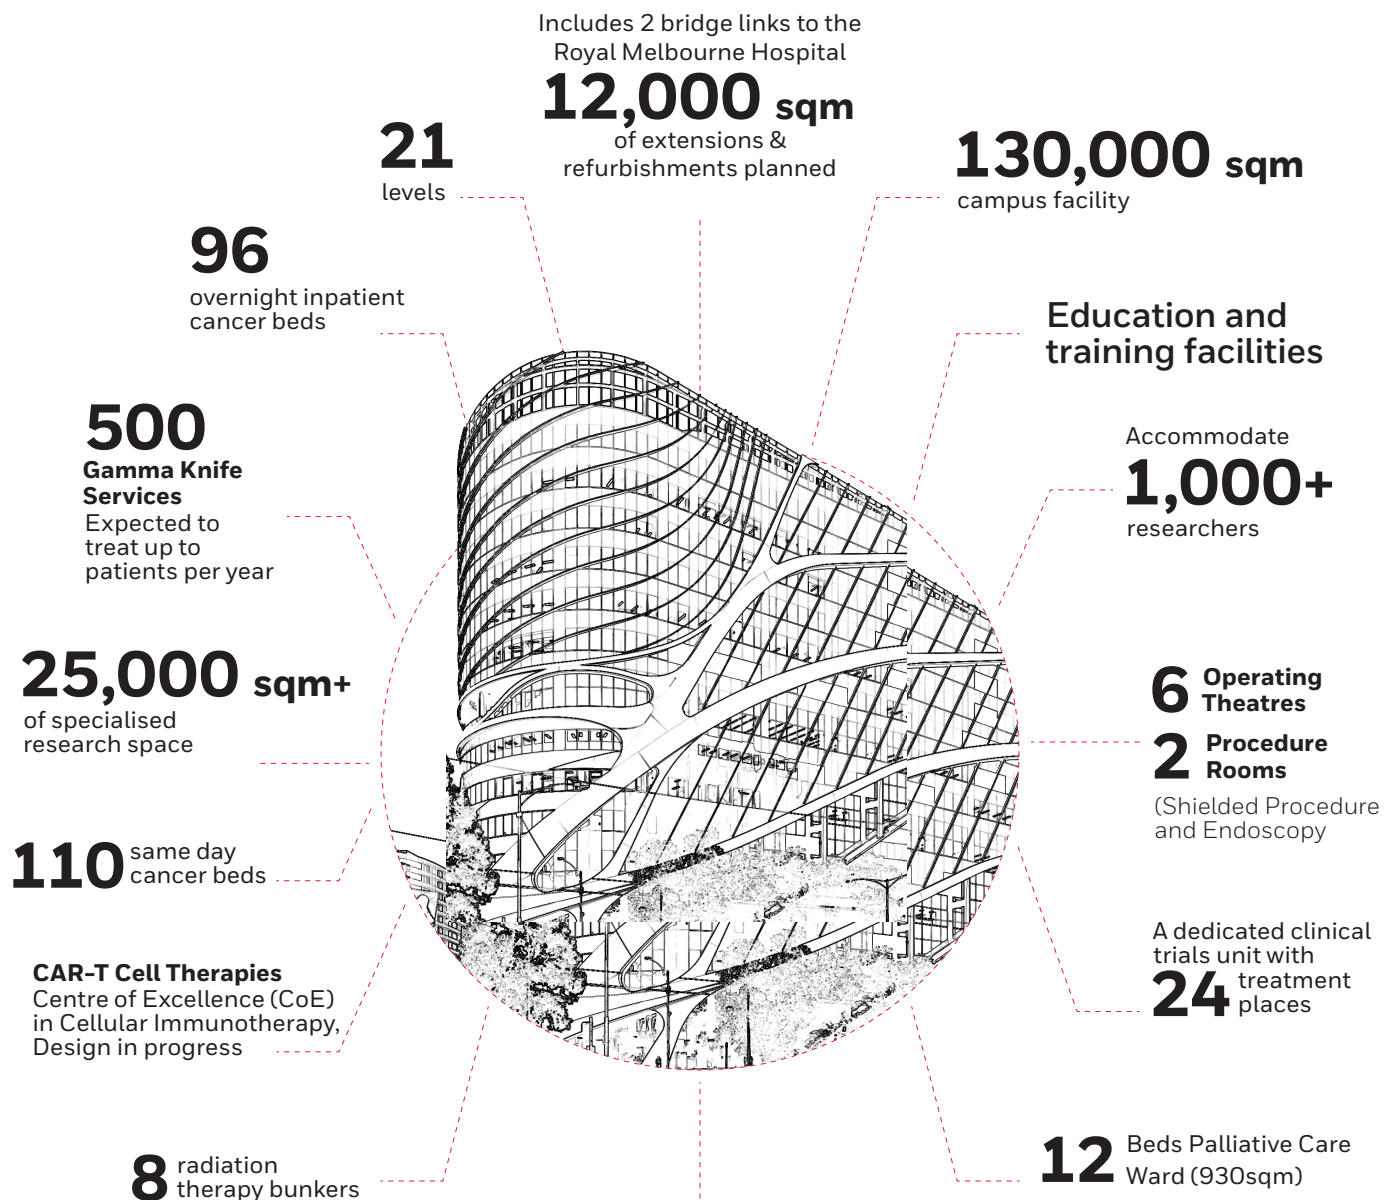 Includes 2 bridge links to the
Royal Melbourne Hospital
12,000 sqm
of extensions &
refurbishments planned
21
levels
130,000 sqm
campus facility
96
overnight inpatient
cancer beds
Education and
training facilities
500
Gamma Knife
Services
Expected to
treat up to
patients per year
Accommodate
1,000+
researchers
25,000 sqm+
of specialised
research space
6 Operating
Theatres
2 Procedure
Rooms
(Shielded Procedure
and Endoscopy
110 same day
cancer beds
A dedicated clinical
trials unit with
24 treatment
places
CAR-T Cell Therapies
Centre of Excellence (CoE)
in Cellular Immunotherapy,
Design in progress
8 radiation
therapy bunkers
12 Beds Palliative Care
Ward (930sqm)